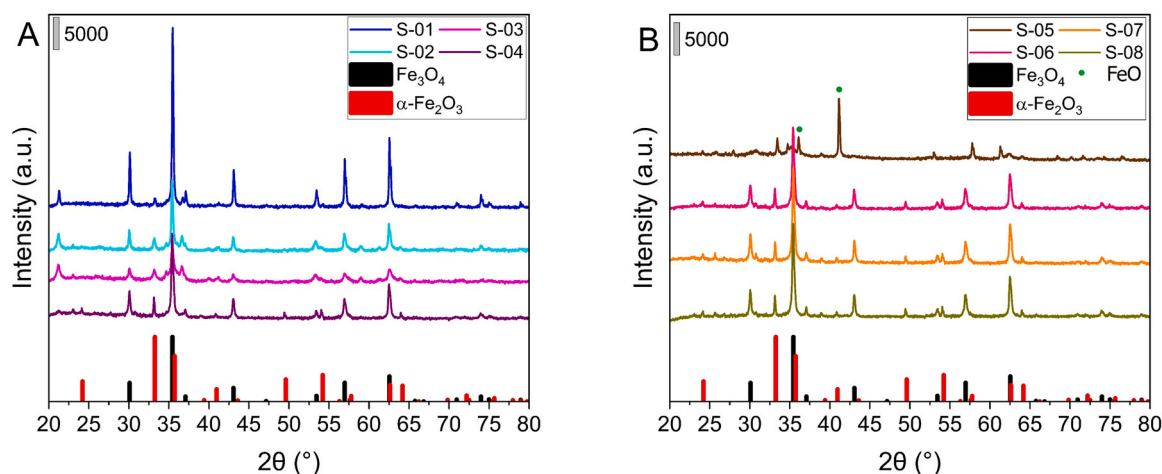 A
5000
S-01 S-03
S-02 S-04
Fe₃O₄
α-Fe₂O₃
Intensity (a.u.)
20 25 30 35 40 45 50 55 60 65 70 75 80
2θ (°)
B
5000
S-05 S-07
S-06 S-08
Fe₃O₄ FeO
α-Fe₂O₃
Intensity (a.u.)
20 25 30 35 40 45 50 55 60 65 70 75 80
2θ (°)